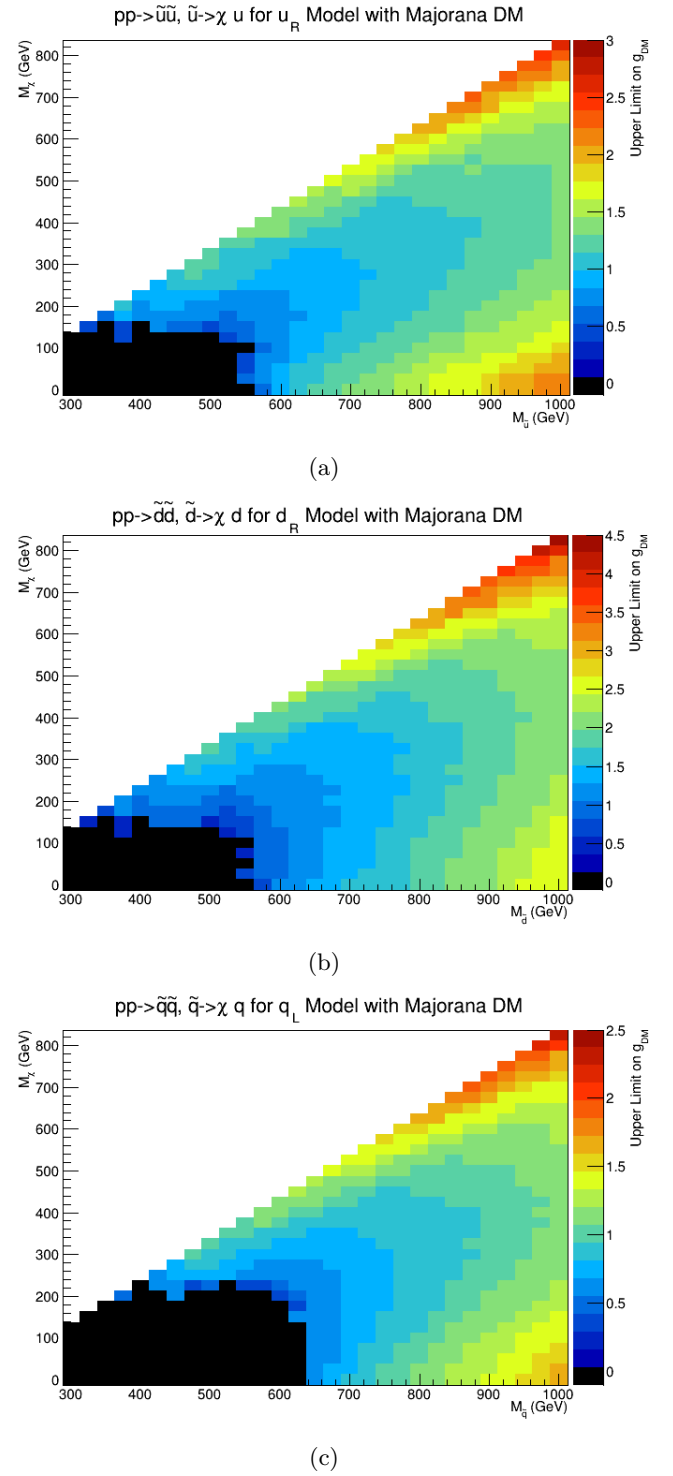 pp->ũũ, ũ->χ u for u_R Model with Majorana DM
M_χ (GeV)
800
700
600
500
400
300
200
100
0
300 400 500 600 700 800 900 1000
M_ũ (GeV)
3
2.5
2
1.5
1
0.5
0
Upper Limit on g_DM
(a)
pp->d̃d̃, d̃->χ d for d_R Model with Majorana DM
M_χ (GeV)
800
700
600
500
400
300
200
100
0
300 400 500 600 700 800 900 1000
M_d̃ (GeV)
4.5
4
3.5
3
2.5
2
1.5
1
0.5
0
Upper Limit on g_DM
(b)
pp->q̃q̃, q̃->χ q for q_L Model with Majorana DM
M_χ (GeV)
800
700
600
500
400
300
200
100
0
300 400 500 600 700 800 900 1000
M_q̃ (GeV)
2.5
2
1.5
1
0.5
0
Upper Limit on g_DM
(c)